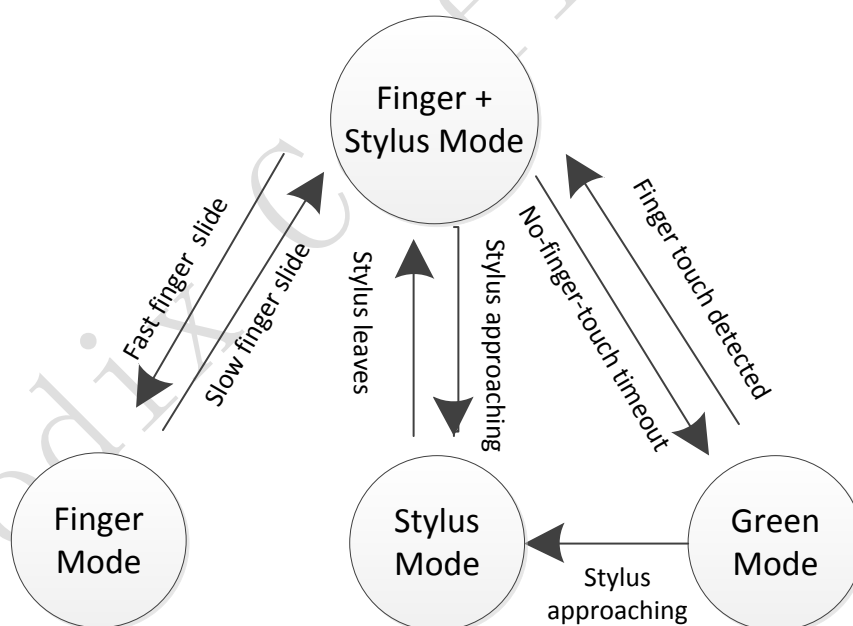 Finger +
Stylus Mode
Fast finger slide
Slow finger slide
Stylus leaves
Stylus approaching
No-finger-touch timeout
Finger touch detected
Finger
Mode
Stylus
Mode
Green
Mode
Stylus
approaching